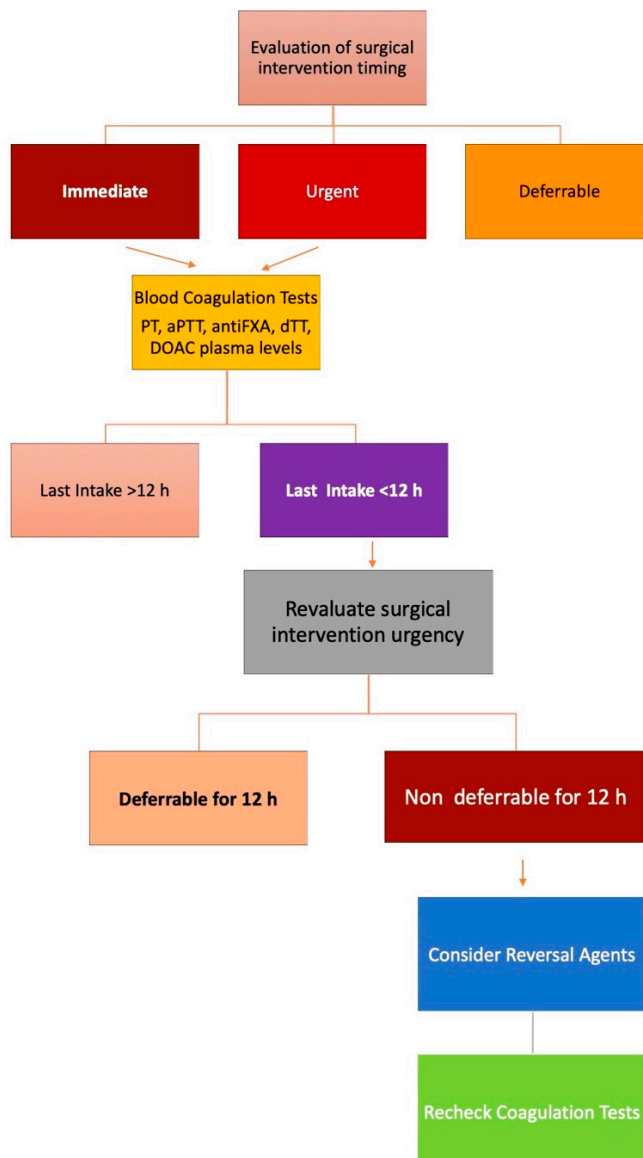 Evaluation of surgical
intervention timing
Immediate
Urgent
Deferrable
Blood Coagulation Tests
PT, aPTT, antiFXA, dTT,
DOAC plasma levels
Last Intake >12 h
Last Intake <12 h
Revaluate surgical
intervention urgency
Deferrable for 12 h
Non deferrable for 12 h
Consider Reversal Agents
Recheck Coagulation Tests